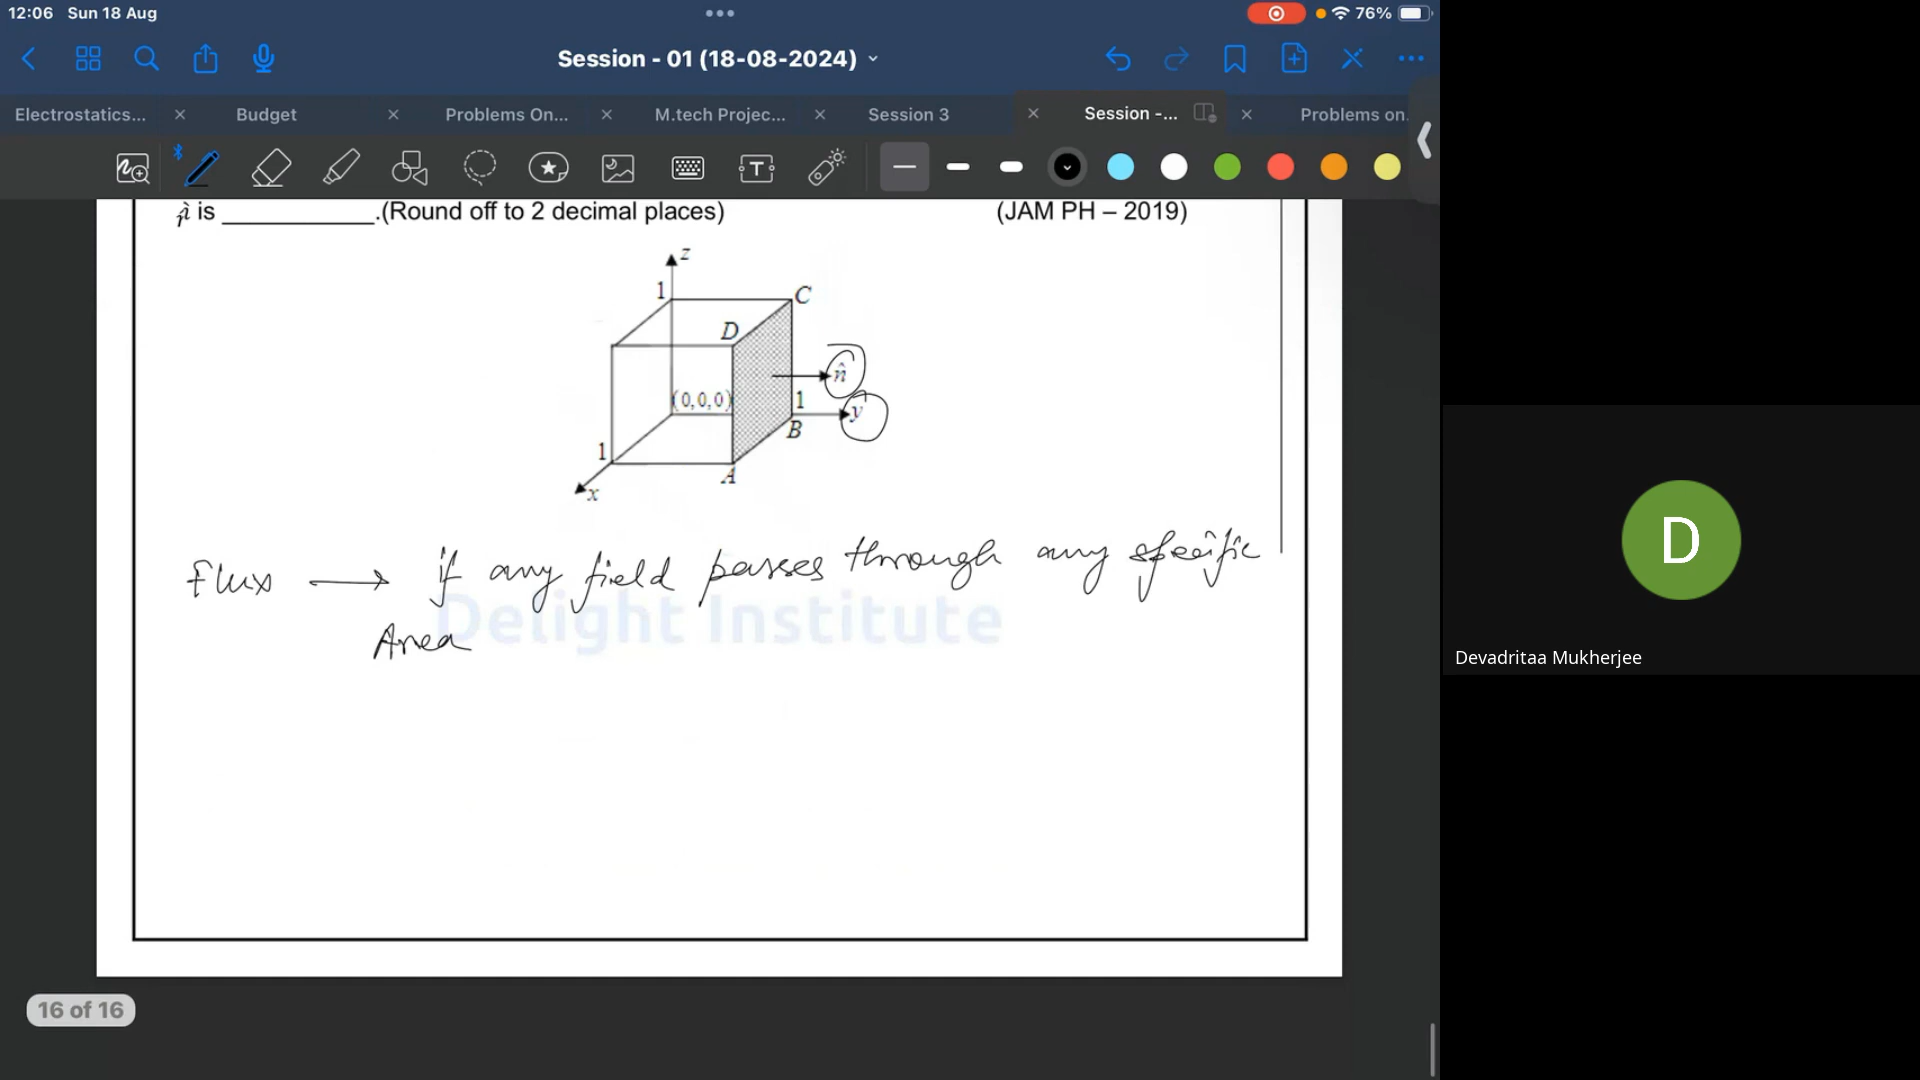 12:06 Sun 18 Aug
76%
Session - 01 (18-08-2024)
Electrostatics...
Budget
Problems On...
M.tech Projec...
Session 3
Session -...
Problems on.
is ___________.(Round off to 2 decimal places) (JAM PH – 2019)
z
1
C
D
n̂
(0,0,0)
1
y
B
1
A
x
Flux ⟶ if any field passes through any specific
Area
Delight Institute
16 of 16
D
Devadritaa Mukherjee